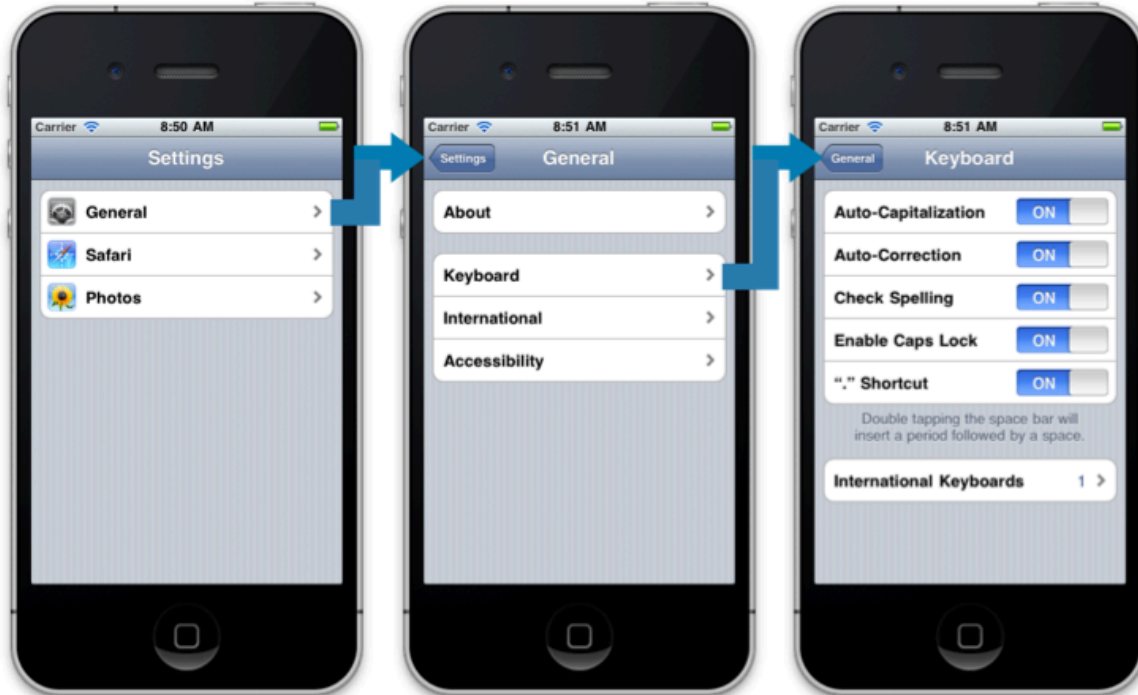 Carrier 8:50 AM
Settings
General
Safari
Photos
Carrier 8:51 AM
Settings General
About
Keyboard
International
Accessibility
Carrier 8:51 AM
General Keyboard
Auto-Capitalization ON
Auto-Correction ON
Check Spelling ON
Enable Caps Lock ON
“.” Shortcut ON
Double tapping the space bar will
insert a period followed by a space.
International Keyboards 1